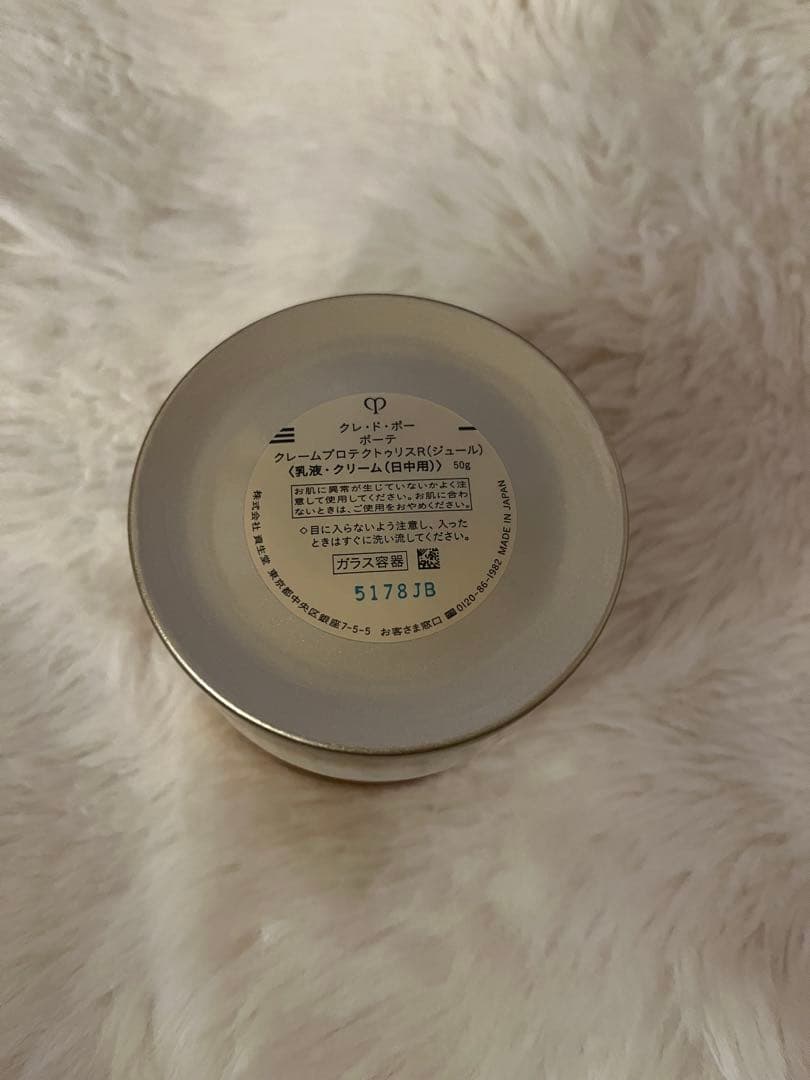 クレ・ド・ポー
ボーテ
クレームプロテクトゥリスR(ジュール)
〈乳液・クリーム(日中用)〉 50g
お肌に異常が生じていないかよく注
意して使用してください。お肌に合わ
ないときは、ご使用をおやめください。
◇目に入らないよう注意し、入った
ときはすぐに洗い流してください。
ガラス容器
5178JB
株式会社 資生堂 東京都中央区銀座7-5-5 お客さま窓口 0120-86-1982 MADE IN JAPAN